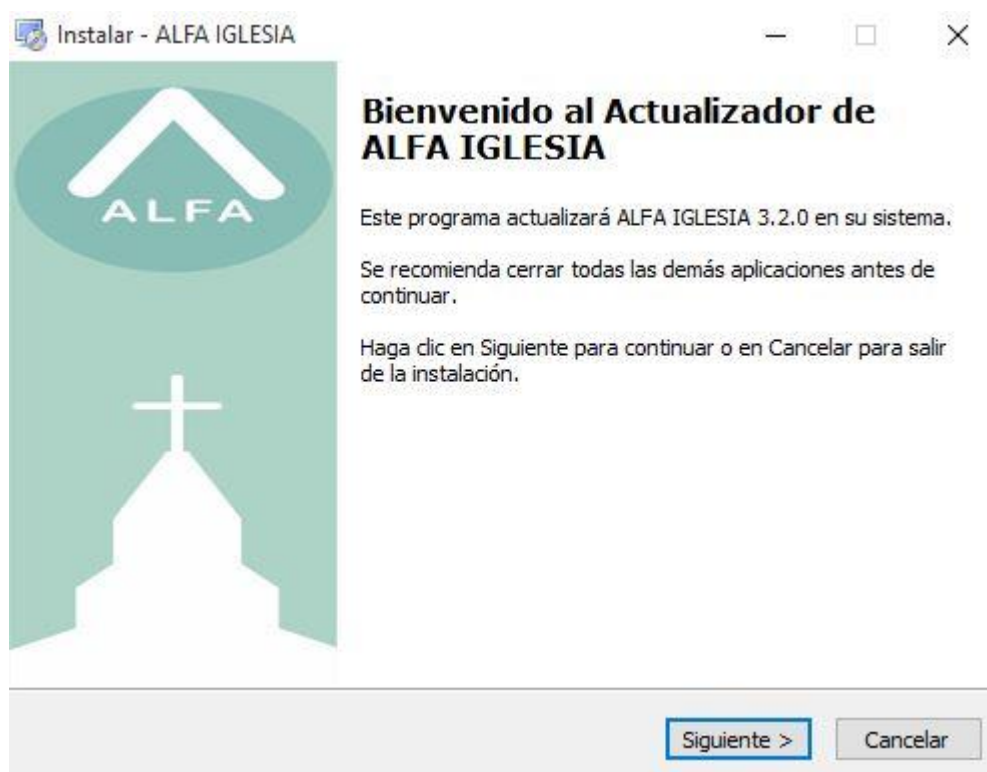 Instalar - ALFA IGLESIA
ALFA
Bienvenido al Actualizador de
ALFA IGLESIA
Este programa actualizará ALFA IGLESIA 3.2.0 en su sistema.
Se recomienda cerrar todas las demás aplicaciones antes de
continuar.
Haga clic en Siguiente para continuar o en Cancelar para salir
de la instalación.
Siguiente >
Cancelar